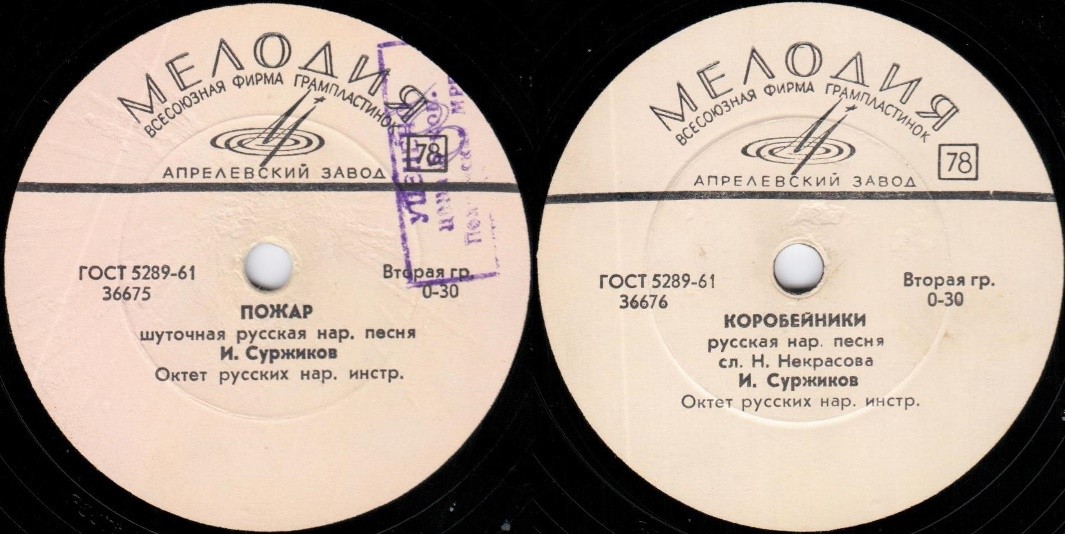 МЕЛОДИЯ
ВСЕСОЮЗНАЯ ФИРМА ГРАМПЛАСТИНОК
78
АПРЕЛЕВСКИЙ ЗАВОД
ГОСТ 5289-61
36675
Вторая гр.
0-30
ПОЖАР
шуточная русская нар. песня
И. Суржиков
Октет русских нар. инстр.
МЕЛОДИЯ
ВСЕСОЮЗНАЯ ФИРМА ГРАМПЛАСТИНОК
78
АПРЕЛЕВСКИЙ ЗАВОД
ГОСТ 5289-61
36676
Вторая гр.
0-30
КОРОБЕЙНИКИ
русская нар. песня
сл. Н. Некрасова
И. Суржиков
Октет русских нар. инстр.